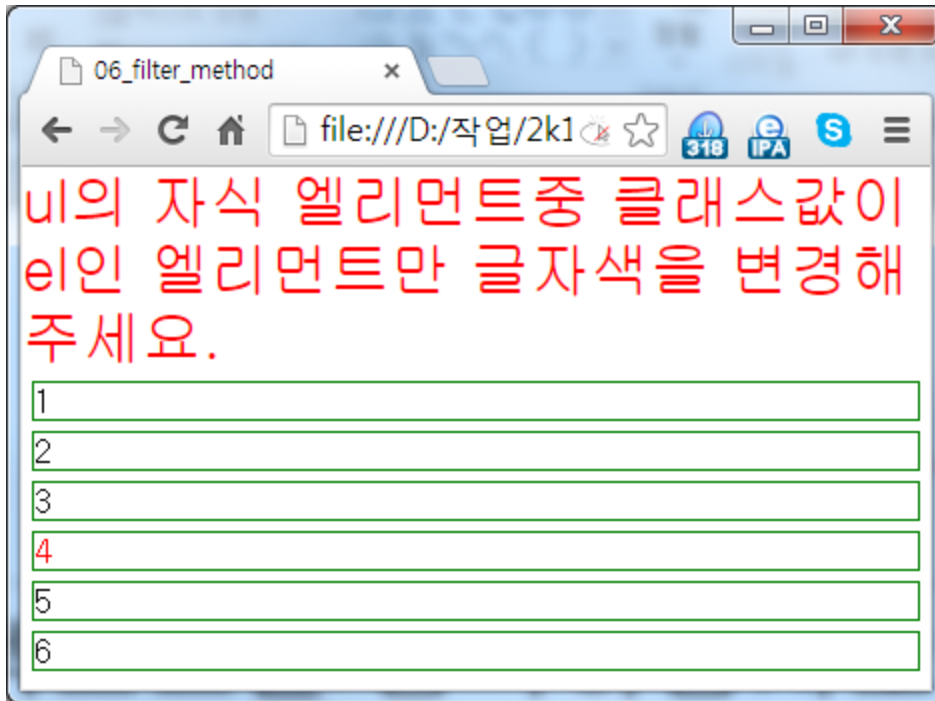 06_filter_method
file:///D:/작업/2k1
318
IPA
ul의 자식 엘리먼트중 클래스값이
el인 엘리먼트만 글자색을 변경해
주세요.
1
2
3
4
5
6